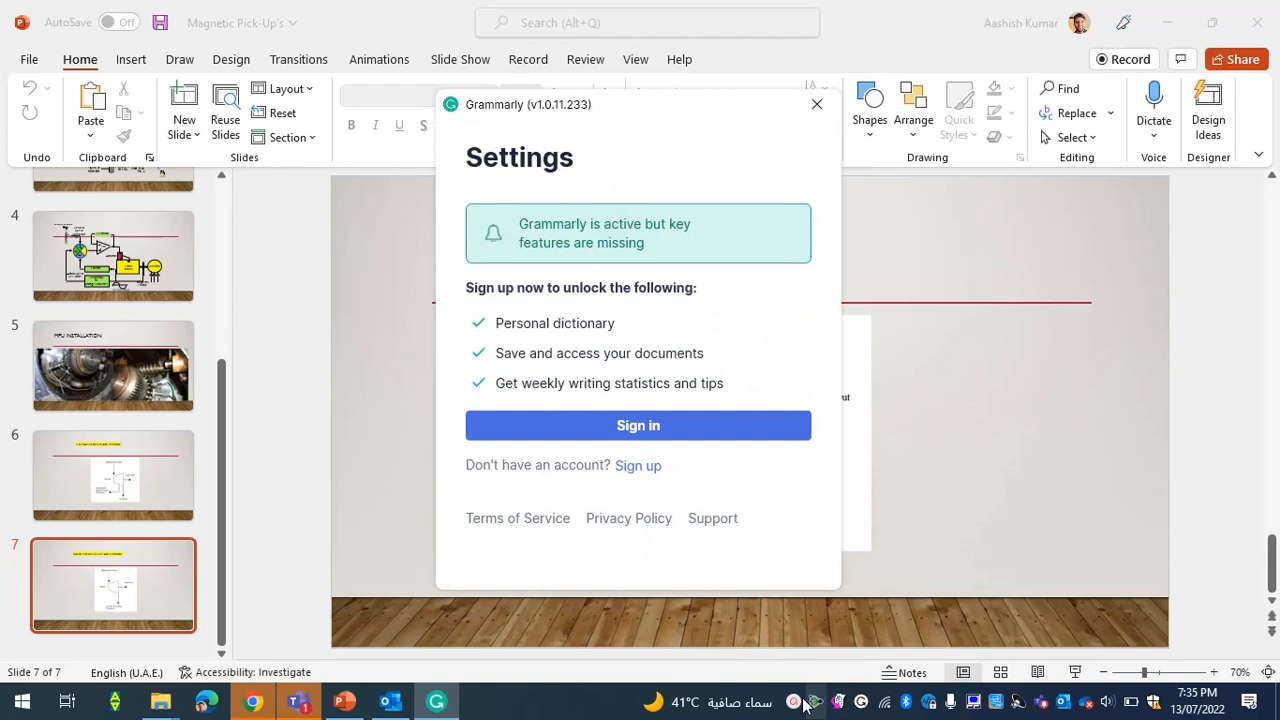 AutoSave Off Magnetic Pick-Up's Search (Alt+Q) Aashish Kumar
File Home Insert Draw Design Transitions Animations Slide Show Record Review View Help Record Share
Undo
Paste
Clipboard
New Slide
Reuse Slides
Layout
Reset
Section
Slides
B I U S
Shapes
Arrange
Quick Styles
Drawing
Find
Replace
Select
Editing
Dictate
Voice
Design Ideas
Designer
Grammarly (v1.0.11.233)
Settings
Grammarly is active but key
features are missing
Sign up now to unlock the following:
Personal dictionary
Save and access your documents
Get weekly writing statistics and tips
Sign in
Don't have an account? Sign up
Terms of Service Privacy Policy Support
4
5
MPU INSTALLATION
6
7
Slide 7 of 7 English (U.A.E.) Accessibility: Investigate Notes 70%
41°C سماء صافية
7:35 PM
13/07/2022